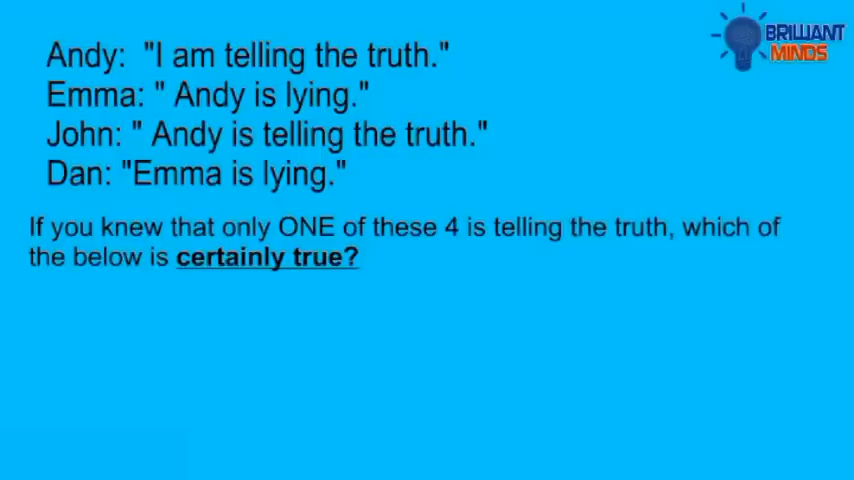 BRILLIANT
MINDS
Andy: "I am telling the truth."
Emma: " Andy is lying."
John: " Andy is telling the truth."
Dan: "Emma is lying."
If you knew that only ONE of these 4 is telling the truth, which of
the below is certainly true?